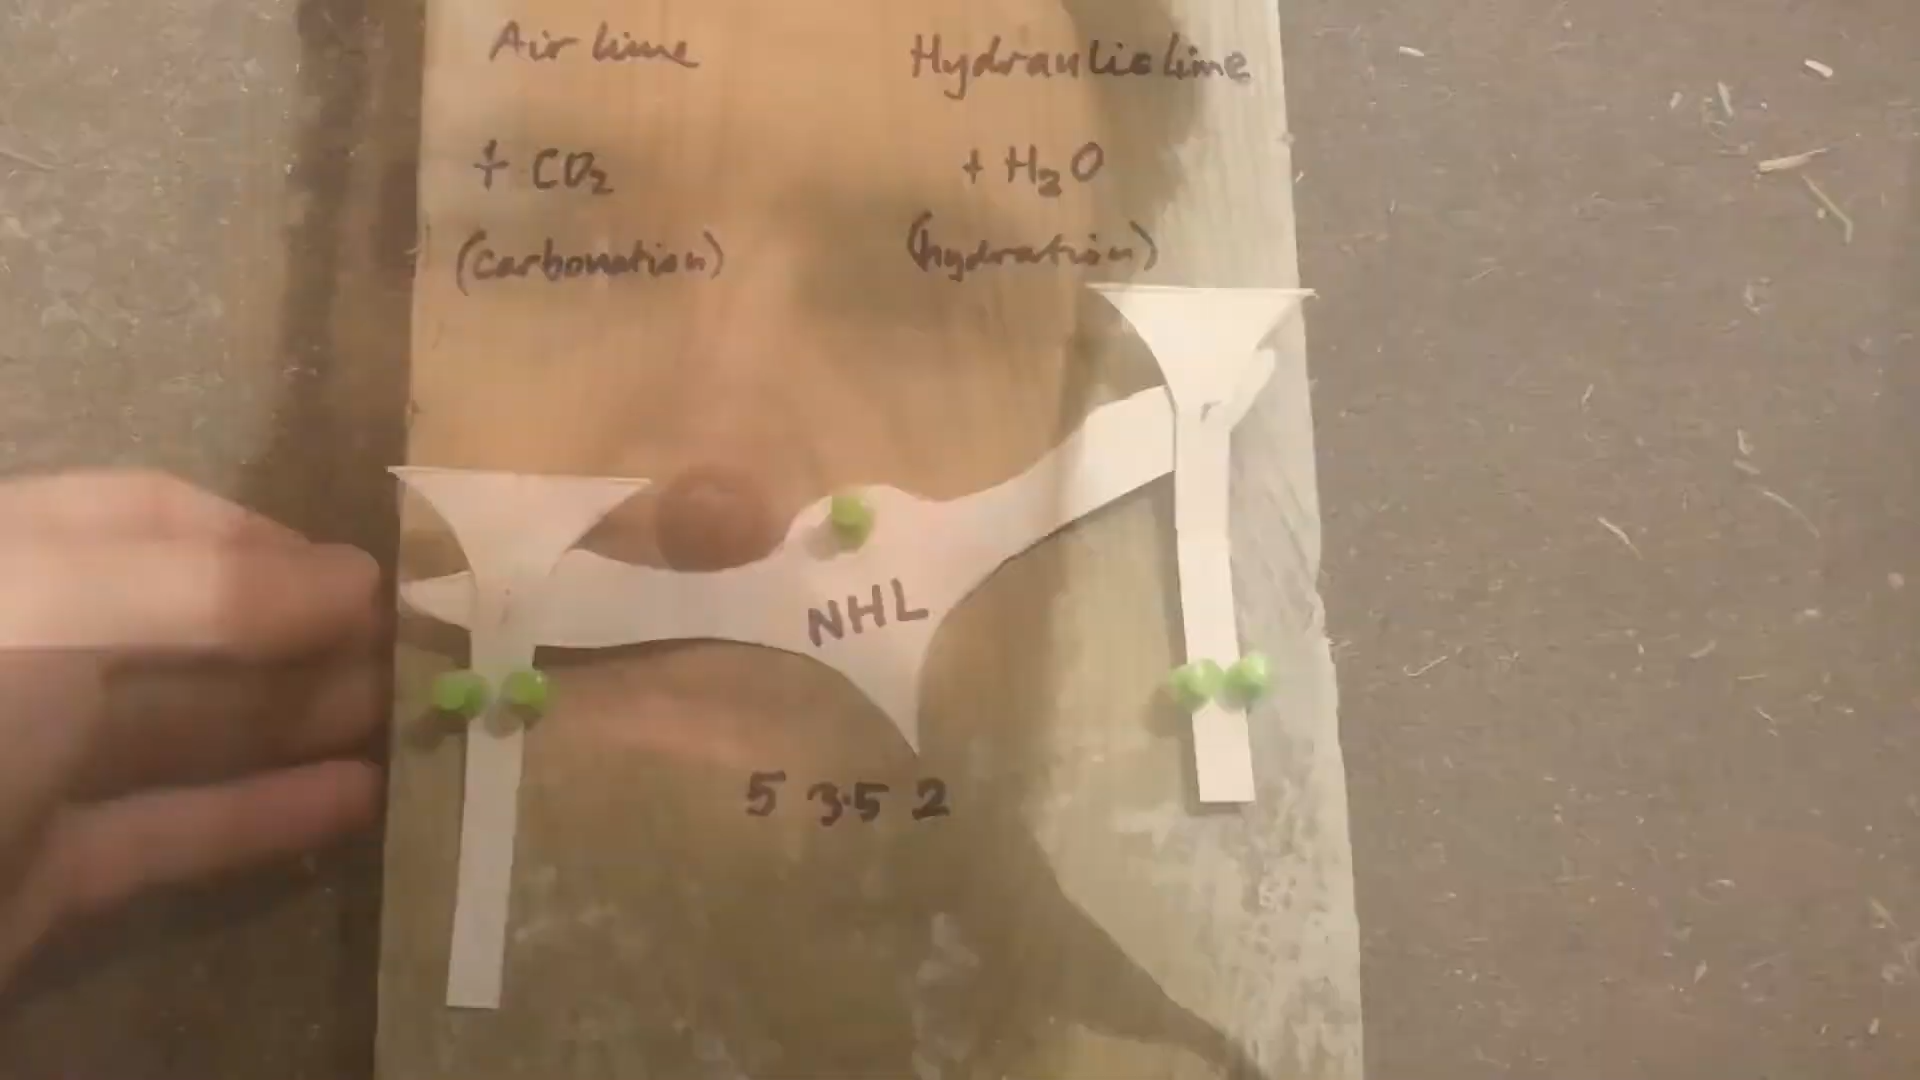 Air lime
Hydraulic lime
+ CO₂
+ H₂O
(carbonation)
(hydration)
NHL
5 3.5 2